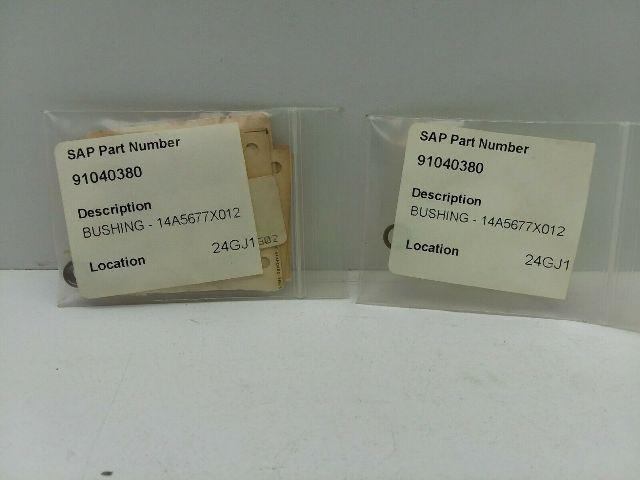 SAP Part Number
91040380
Description
BUSHING - 14A5677X012
Location
24GJ1
SAP Part Number
91040380
Description
BUSHING - 14A5677X012
Location
24GJ1